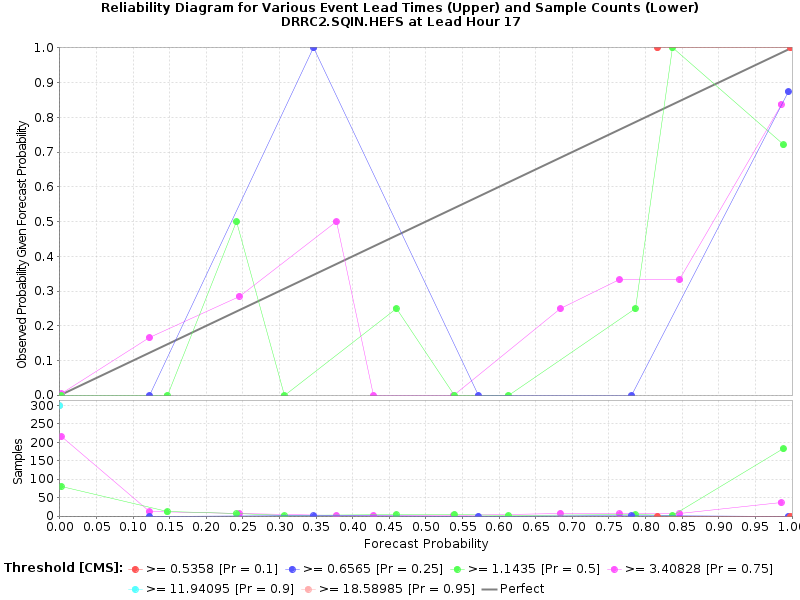 Reliability Diagram for Various Event Lead Times (Upper) and Sample Counts (Lower)
DRRC2.SQIN.HEFS at Lead Hour 17
Observed Probability Given Forecast Probability
1.0
0.9
0.8
0.7
0.6
0.5
0.4
0.3
0.2
0.1
0.0
Samples
300
250
200
150
100
50
0
0.00 0.05 0.10 0.15 0.20 0.25 0.30 0.35 0.40 0.45 0.50 0.55 0.60 0.65 0.70 0.75 0.80 0.85 0.90 0.95 1.00
Forecast Probability
Threshold [CMS]: >= 0.5358 [Pr = 0.1] >= 0.6565 [Pr = 0.25] >= 1.1435 [Pr = 0.5] >= 3.40828 [Pr = 0.75]
>= 11.94095 [Pr = 0.9] >= 18.58985 [Pr = 0.95] Perfect